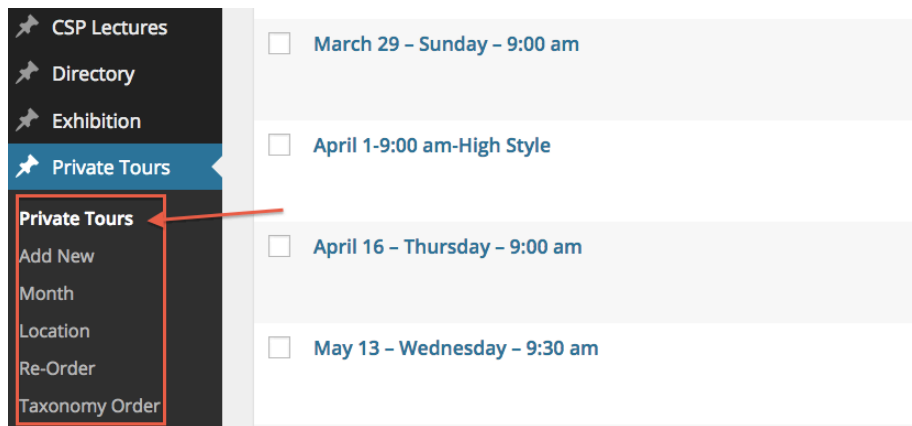 CSP Lectures
Directory
Exhibition
Private Tours
Private Tours
Add New
Month
Location
Re-Order
Taxonomy Order
March 29 – Sunday – 9:00 am
April 1-9:00 am-High Style
April 16 – Thursday – 9:00 am
May 13 – Wednesday – 9:30 am